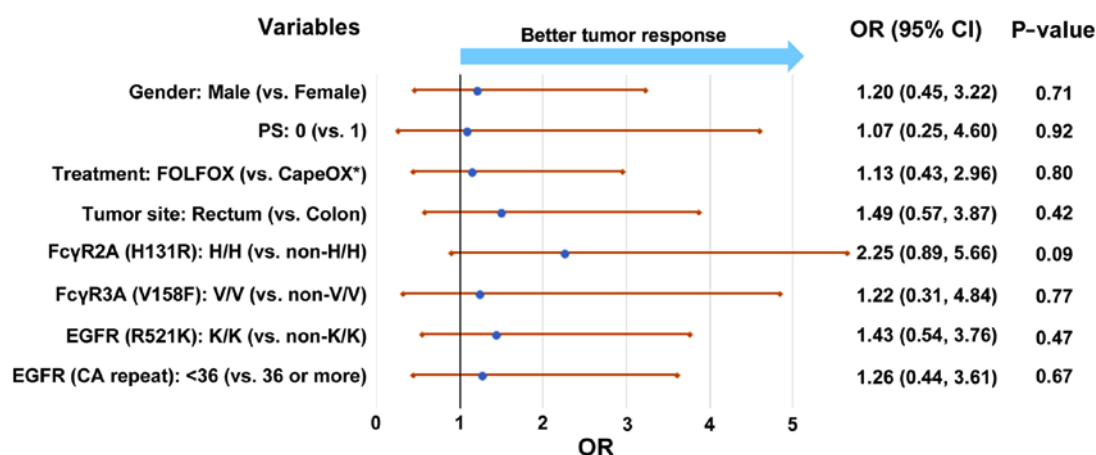 Variables Better tumor response OR (95% CI) P-value
Gender: Male (vs. Female) 1.20 (0.45, 3.22) 0.71
PS: 0 (vs. 1) 1.07 (0.25, 4.60) 0.92
Treatment: FOLFOX (vs. CapeOX*) 1.13 (0.43, 2.96) 0.80
Tumor site: Rectum (vs. Colon) 1.49 (0.57, 3.87) 0.42
FcγR2A (H131R): H/H (vs. non-H/H) 2.25 (0.89, 5.66) 0.09
FcγR3A (V158F): V/V (vs. non-V/V) 1.22 (0.31, 4.84) 0.77
EGFR (R521K): K/K (vs. non-K/K) 1.43 (0.54, 3.76) 0.47
EGFR (CA repeat): <36 (vs. 36 or more) 1.26 (0.44, 3.61) 0.67
0 1 2 3 4 5
OR